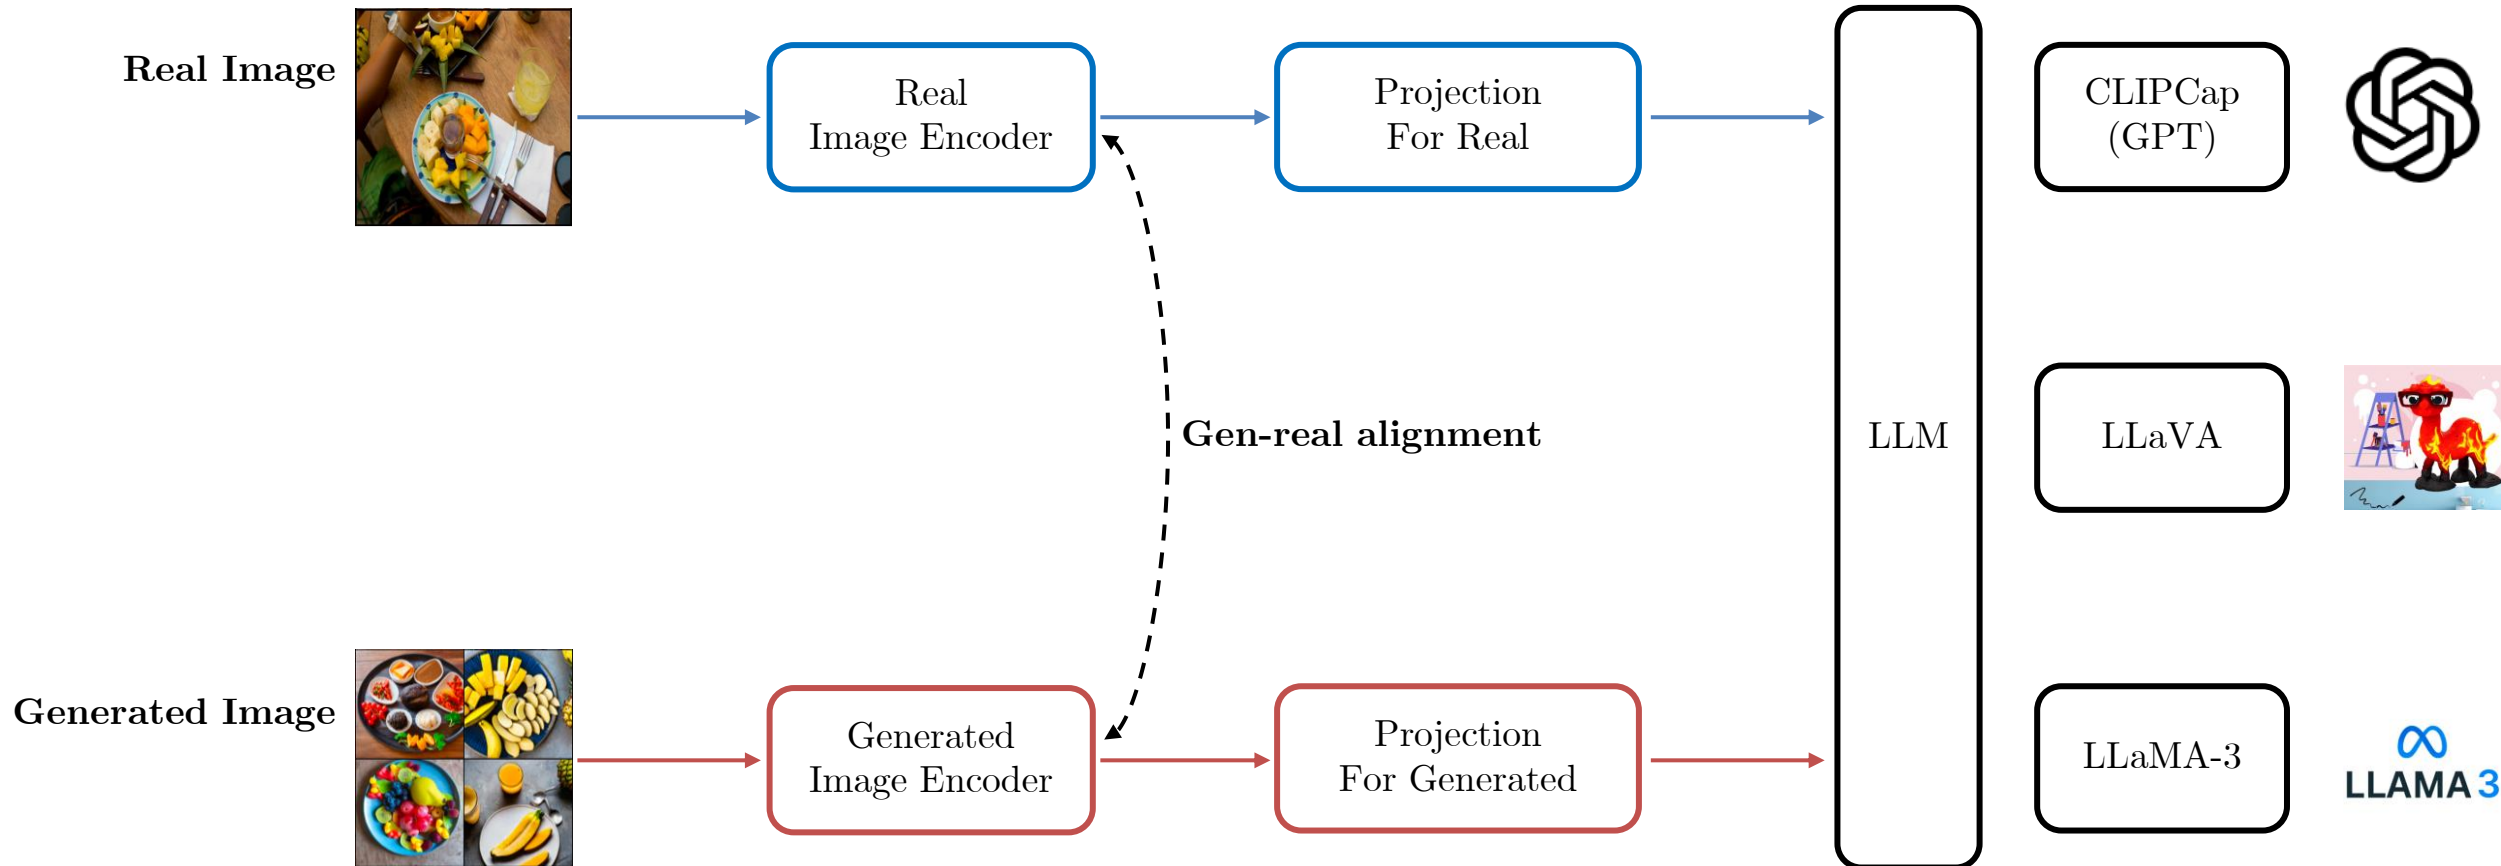 Real Image
Real
Image Encoder
Projection
For Real
CLIPCap
(GPT)
Gen-real alignment
LLM
LLaVA
Generated Image
Generated
Image Encoder
Projection
For Generated
LLaMA-3
LLAMA 3